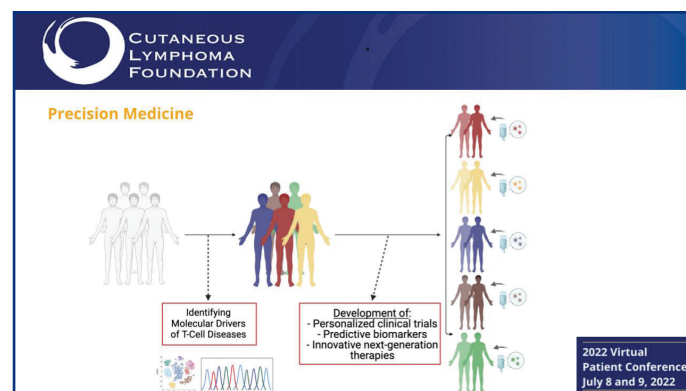 CUTANEOUS
LYMPHOMA
FOUNDATION
Precision Medicine
Identifying
Molecular Drivers
of T-Cell Diseases
Development of:
- Personalized clinical trials
- Predictive biomarkers
- Innovative next-generation
therapies
2022 Virtual
Patient Conference
July 8 and 9, 2022